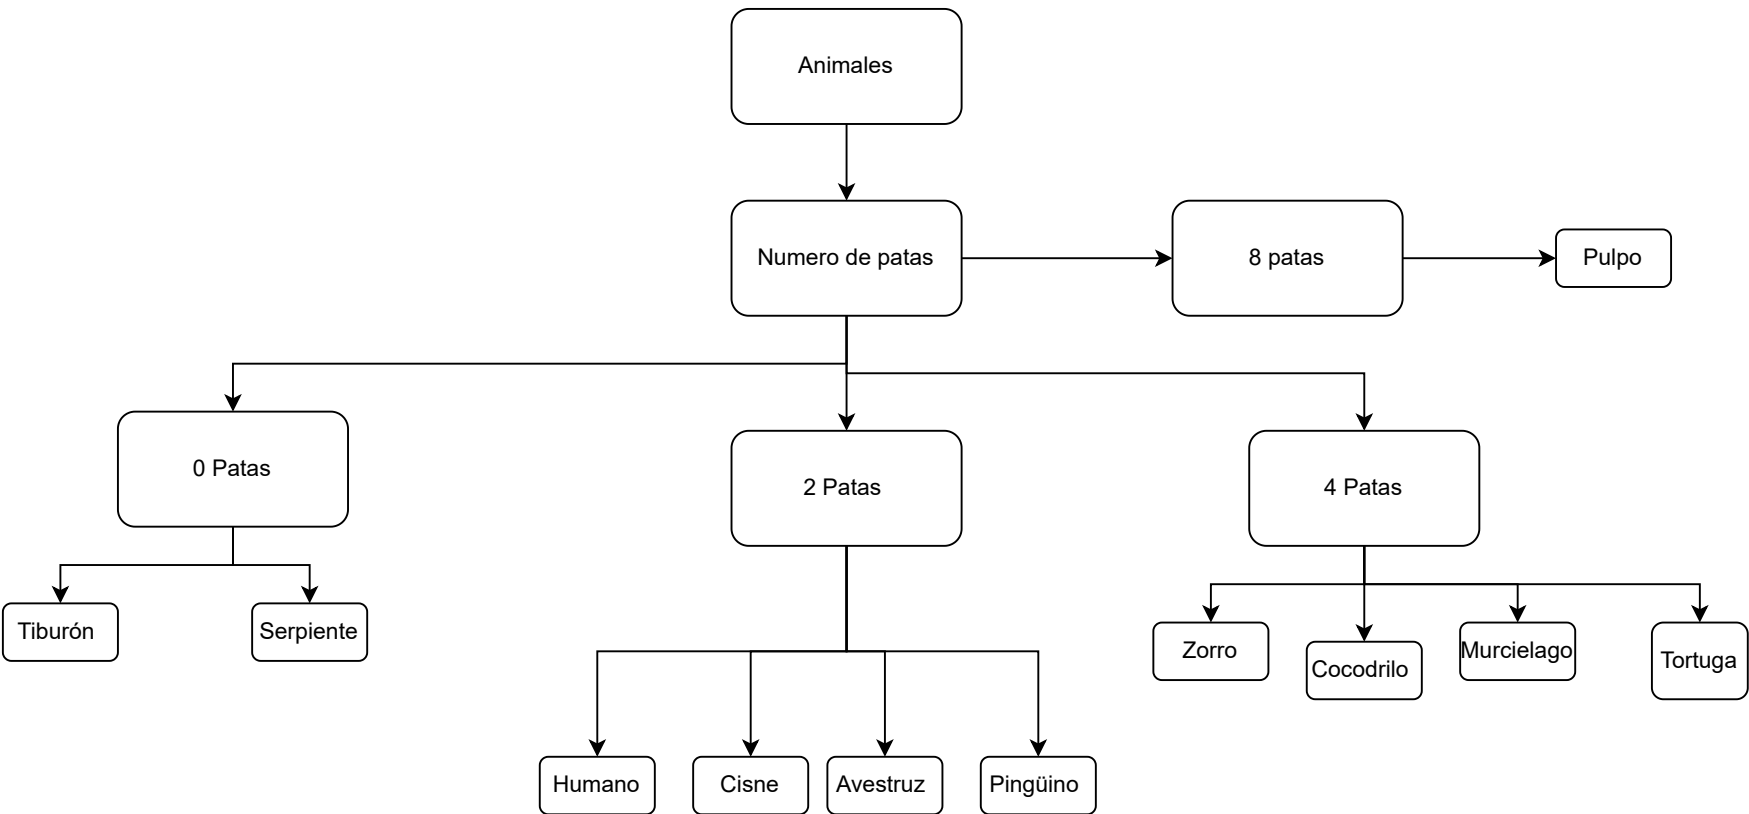 Animales
Numero de patas
8 patas
Pulpo
0 Patas
2 Patas
4 Patas
Tiburón
Serpiente
Zorro
Cocodrilo
Murcielago
Tortuga
Humano
Cisne
Avestruz
Pingüino